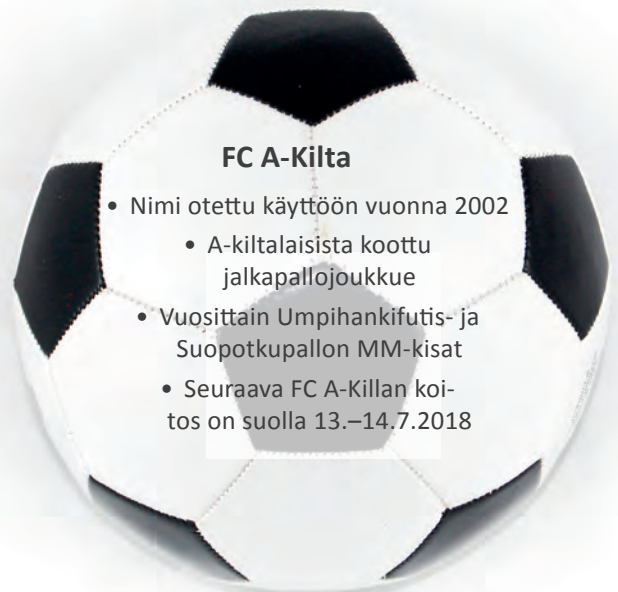 FC A-Kilta
• Nimi otettu käyttöön vuonna 2002
• A-kiltalaisista koottu
jalkapallojoukkue
• Vuosittain Umpihankifutis- ja
Suopotkupallon MM-kisat
• Seuraava FC A-Killan koi-
tos on suolla 13.–14.7.2018